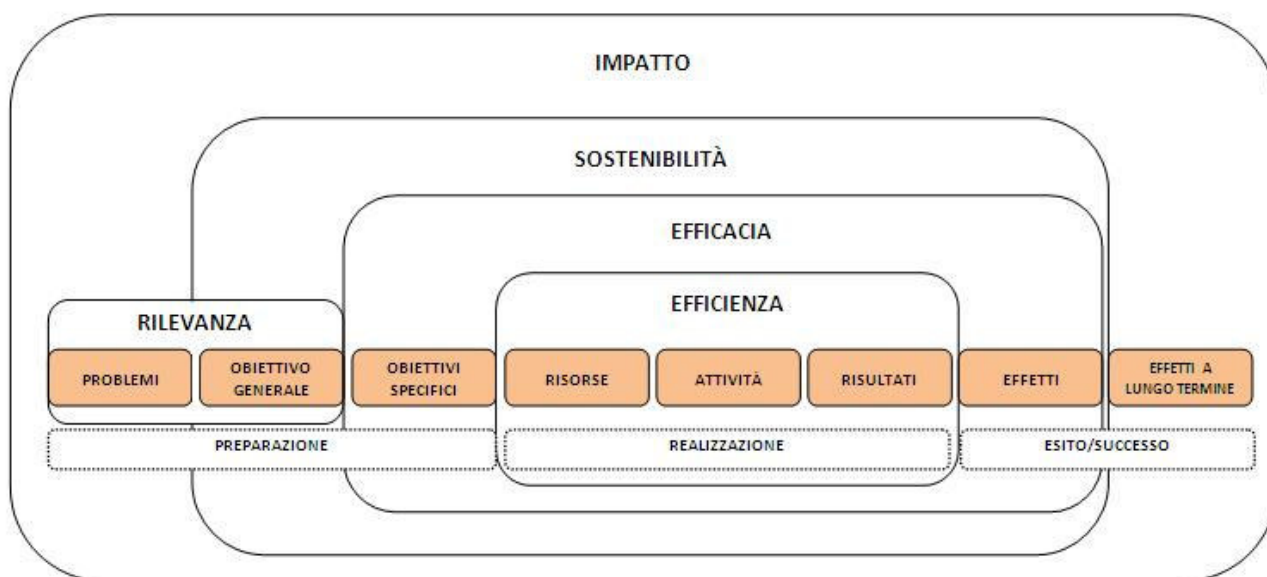 IMPATTO
SOSTENIBILITÀ
EFFICACIA
EFFICIENZA
RILEVANZA
PROBLEMI
OBIETTIVO
GENERALE
OBIETTIVI
SPECIFICI
RISORSE
ATTIVITÀ
RISULTATI
EFFETTI
EFFETTI A
LUNGO TERMINE
PREPARAZIONE
REALIZZAZIONE
ESITO/SUCCESSO